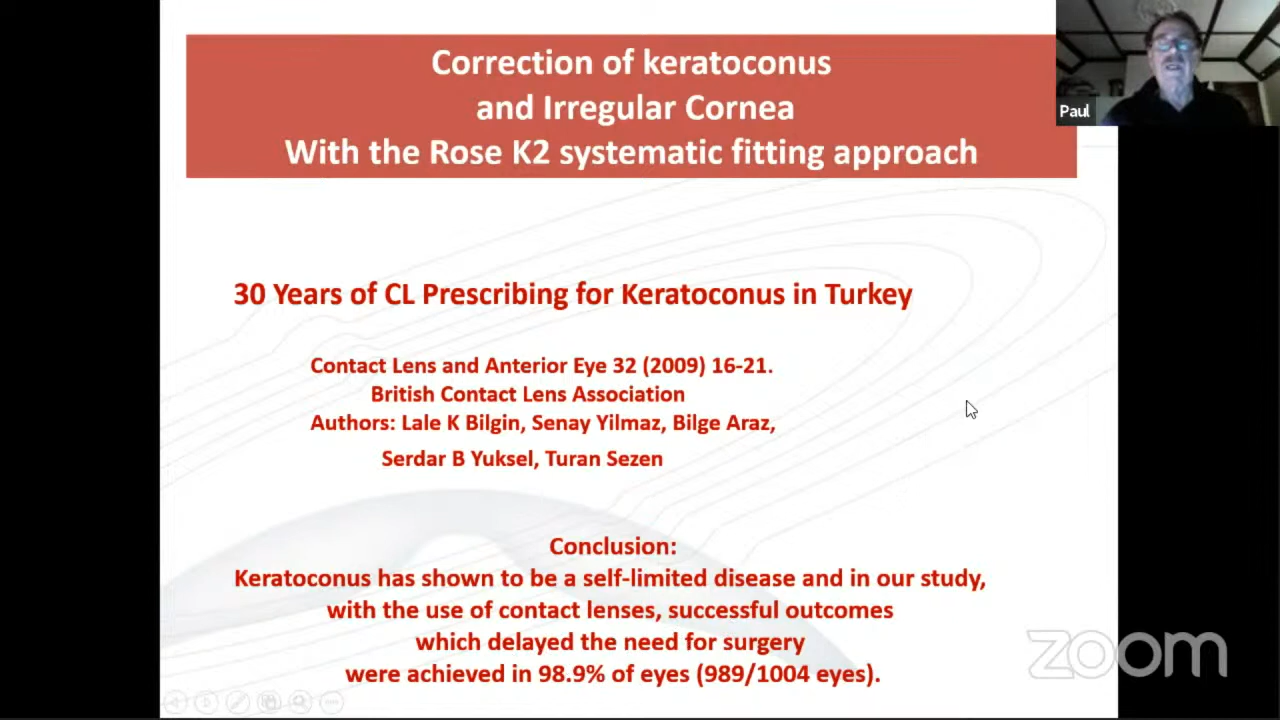 Correction of keratoconus
and Irregular Cornea
With the Rose K2 systematic fitting approach
Paul
30 Years of CL Prescribing for Keratoconus in Turkey
Contact Lens and Anterior Eye 32 (2009) 16-21.
British Contact Lens Association
Authors: Lale K Bilgin, Senay Yilmaz, Bilge Araz,
Serdar B Yuksel, Turan Sezen
Conclusion:
Keratoconus has shown to be a self-limited disease and in our study,
with the use of contact lenses, successful outcomes
which delayed the need for surgery
were achieved in 98.9% of eyes (989/1004 eyes).
zoom